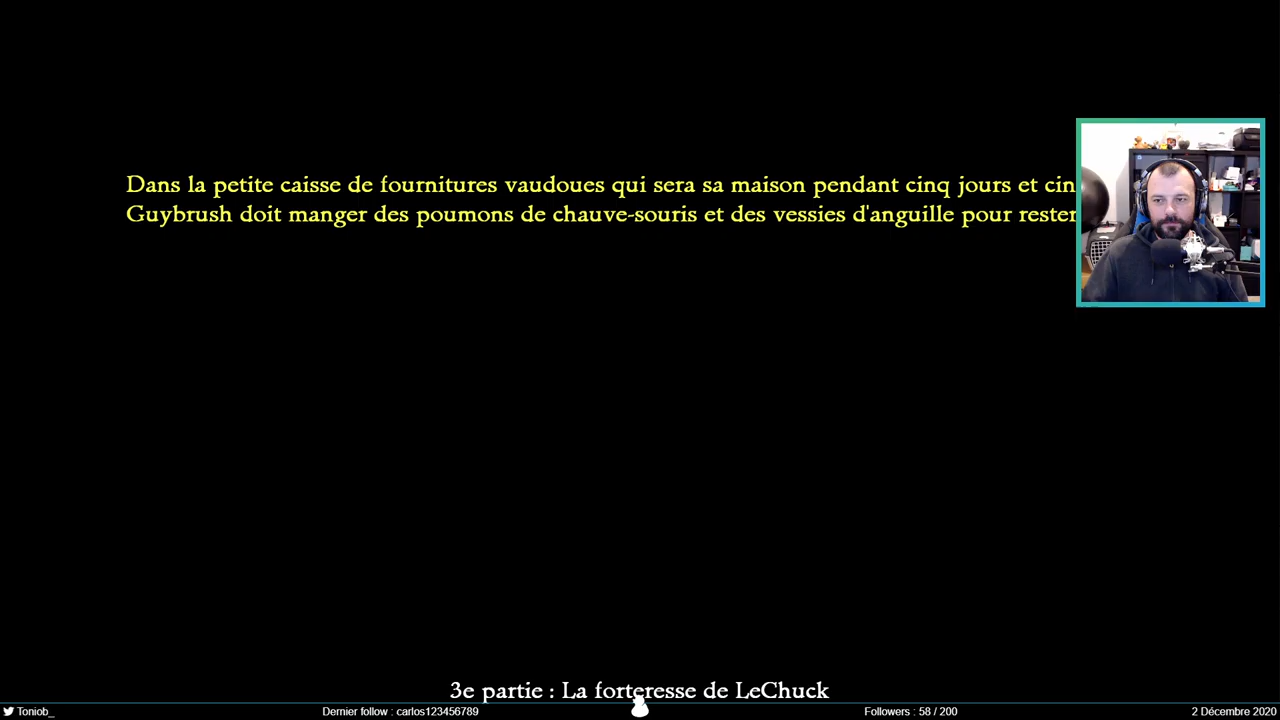 Dans la petite caisse de fournitures vaudoues qui sera sa maison pendant cinq jours et
Guybrush doit manger des poumons de chauve-souris et des vessies d'anguille pour rester
3e partie : La forteresse de LeChuck
Toniob_ Dernier follow : carlos123456789 Followers : 58 / 200 2 Décembre 2020